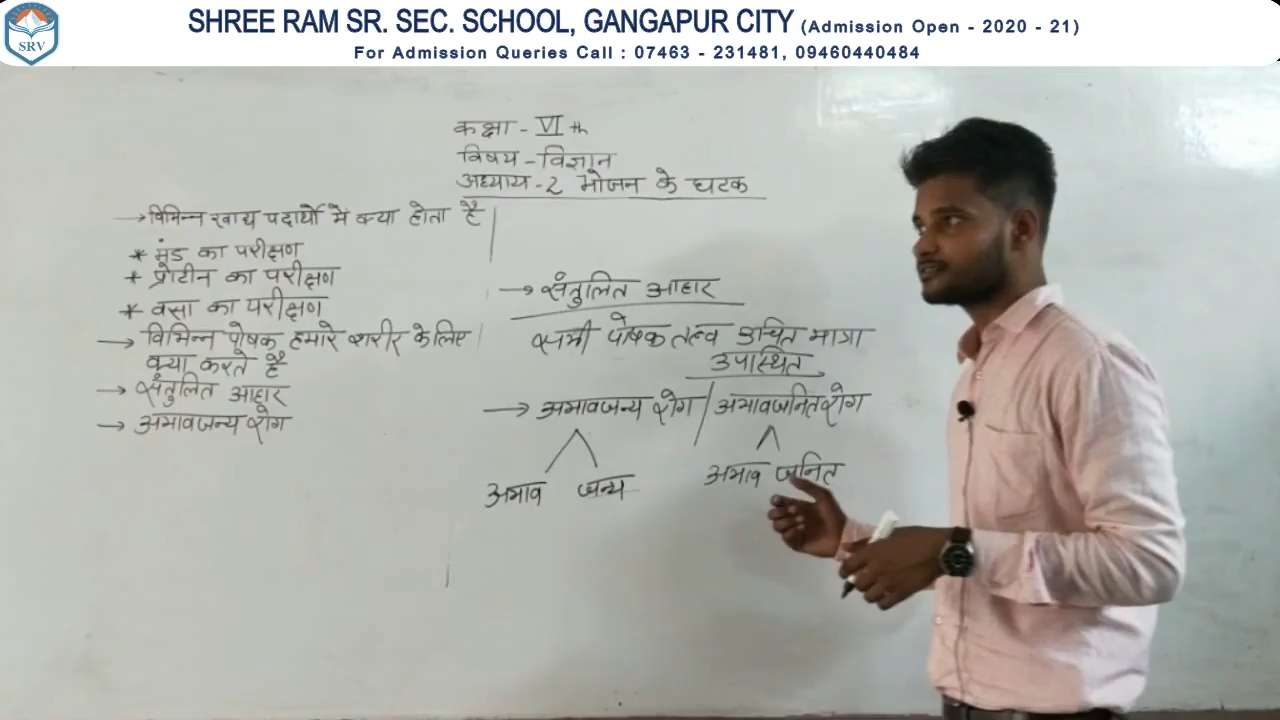 SHREE RAM SR. SEC. SCHOOL, GANGAPUR CITY (Admission Open - 2020 - 21)
For Admission Queries Call : 07463 - 231481, 09460440484
SRV
कक्षा - VI th
विषय - विज्ञान
अध्याय - 2 भोजन के घटक
→ विभिन्न खाद्य पदार्थो में क्या होता है
* मंड का परीक्षण
* प्रोटीन का परीक्षण
* वसा का परीक्षण
→ विभिन्न पोषक हमारे शरीर के लिए
क्या करते है
→ संतुलित आहार
→ अभावजन्य रोग
→ संतुलित आहार
सभी पोषक तत्व उचित मात्रा
उपास्थित
→ अभावजन्य रोग / अभावजनित रोग
अभाव जन्य अभाव जनित